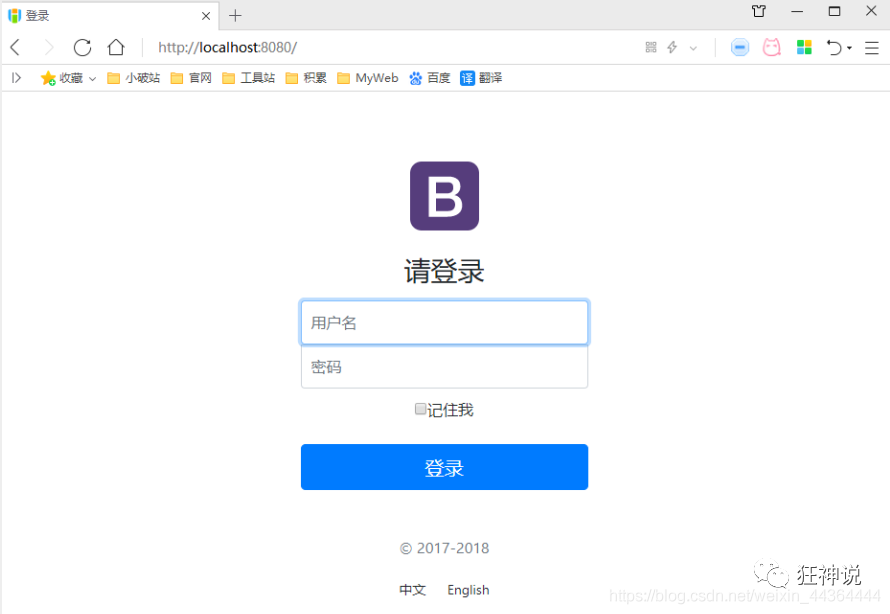 登录
http://localhost:8080/
收藏 小破站 官网 工具站 积累 MyWeb 百度 译 翻译
B
请登录
用户名
密码
记住我
登录
© 2017-2018
中文 English
狂神说
https://blog.csdn.net/weixin_44364444